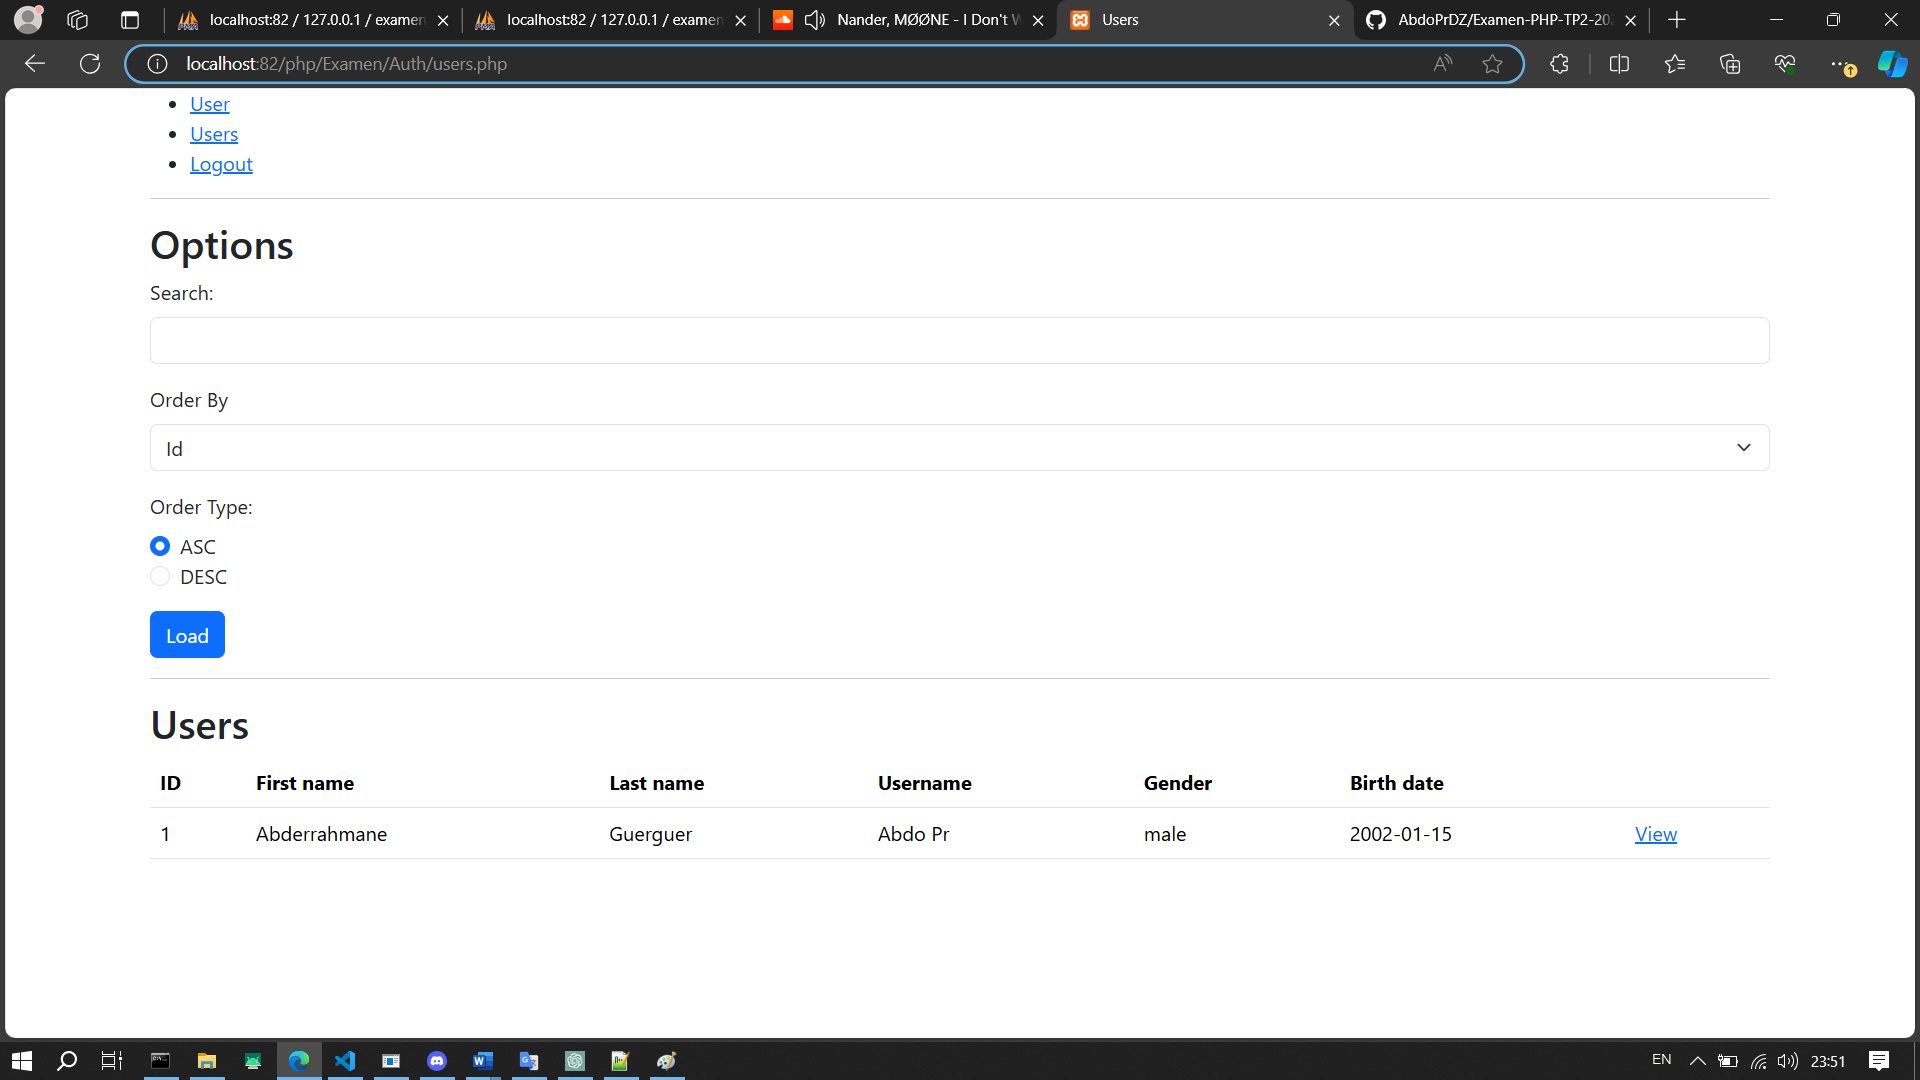 localhost:82 / 127.0.0.1 / examen
localhost:82 / 127.0.0.1 / examen
Nander, MØØNE - I Don't W
Users
AbdoPrDZ/Examen-PHP-TP2-202
localhost:82/php/Examen/Auth/users.php
User
Users
Logout
Options
Search:
Order By
Id
Order Type:
ASC
DESC
Load
Users
ID First name Last name Username Gender Birth date
1 Abderrahmane Guerguer Abdo Pr male 2002-01-15 View
EN 23:51